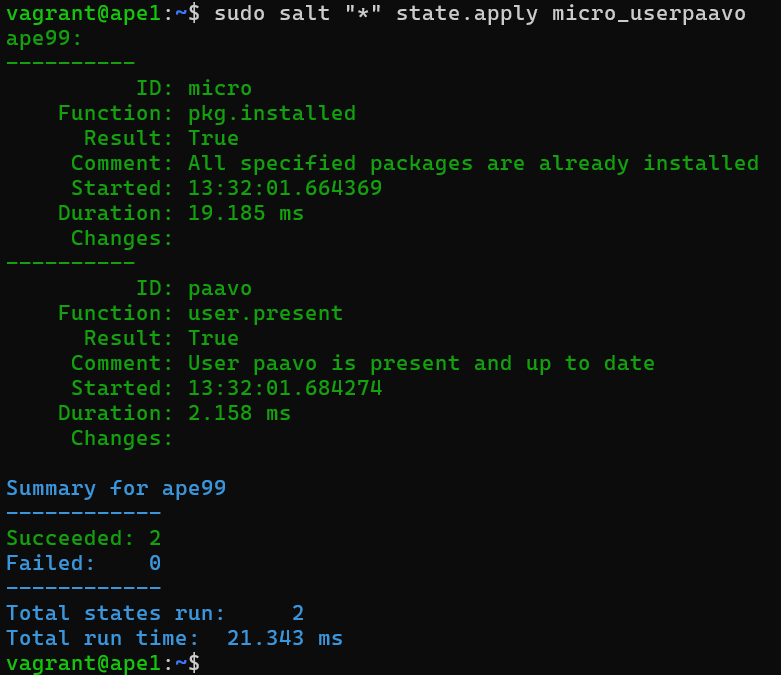 vagrant@ape1:~$ sudo salt "*" state.apply micro_userpaavo
ape99:
----------
          ID: micro
    Function: pkg.installed
      Result: True
     Comment: All specified packages are already installed
     Started: 13:32:01.664369
    Duration: 19.185 ms
     Changes:
----------
          ID: paavo
    Function: user.present
      Result: True
     Comment: User paavo is present and up to date
     Started: 13:32:01.684274
    Duration: 2.158 ms
     Changes:

Summary for ape99
------------
Succeeded: 2
Failed:    0
------------
Total states run:     2
Total run time:  21.343 ms
vagrant@ape1:~$